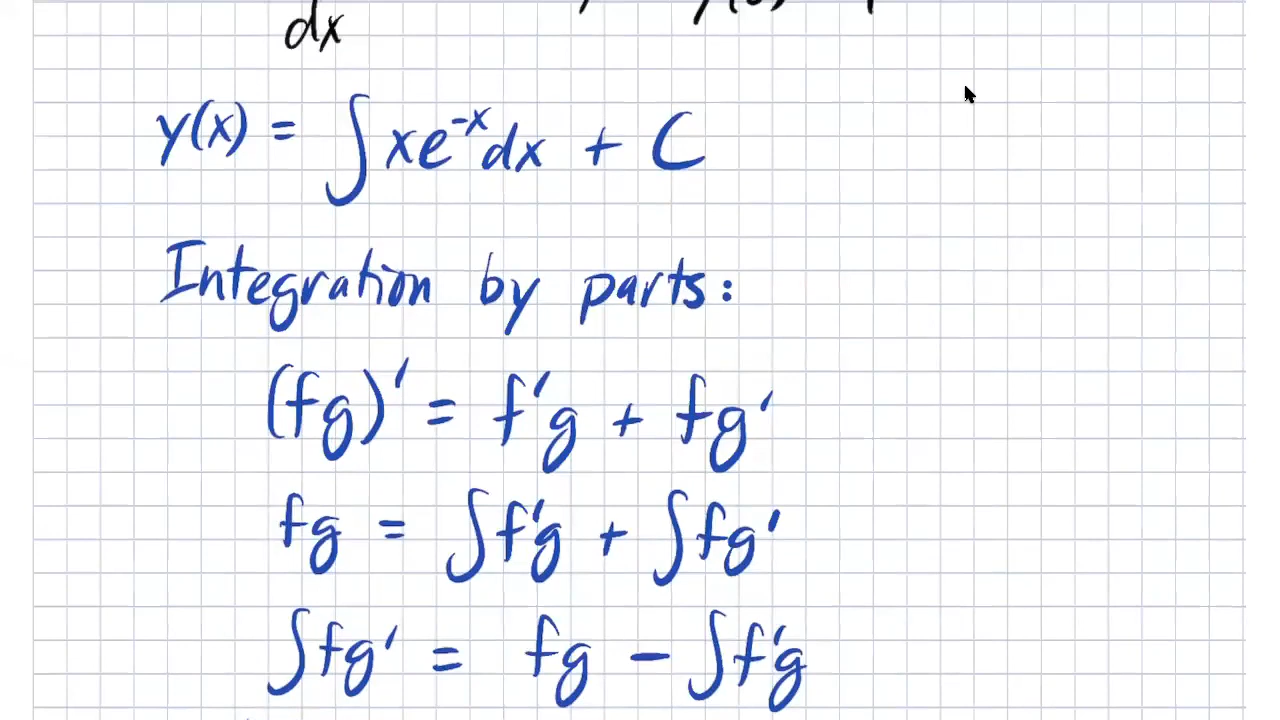 dx
y(x) = ∫xe^{-x}dx + C
Integration by parts:
(fg)' = f'g + fg'
fg = ∫f'g + ∫fg'
∫fg' = fg - ∫f'g